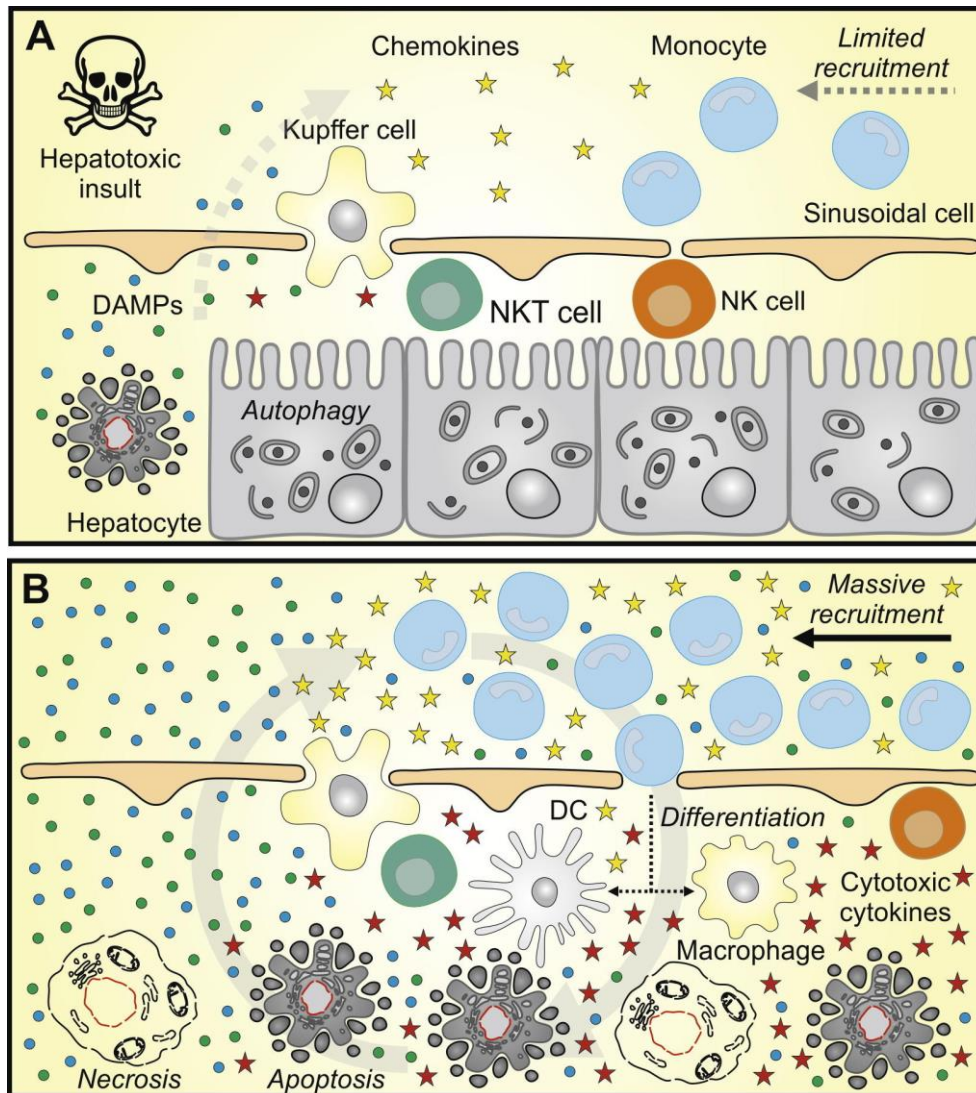 A
Chemokines
Monocyte
Limited
recruitment
Kupffer cell
Hepatotoxic
insult
Sinusoidal cell
DAMPs
NKT cell
NK cell
Autophagy
Hepatocyte
B
Massive
recruitment
DC
Differentiation
Cytotoxic
cytokines
Macrophage
Necrosis
Apoptosis